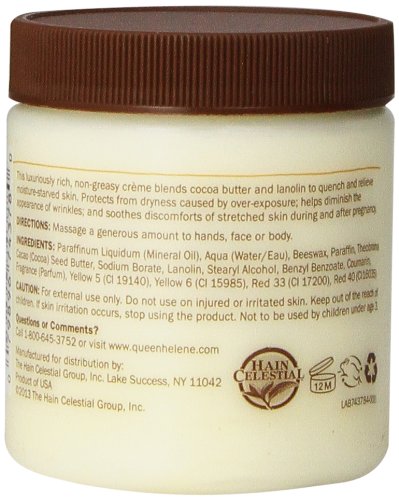 This luxuriously rich, non-greasy crème blends cocoa butter and lanolin to quench and relieve
moisture-starved skin. Protects from dryness caused by over-exposure; helps diminish the
appearance of wrinkles; and soothes discomforts of stretched skin during and after pregnancy.
DIRECTIONS: Massage a generous amount to hands, face or body.
INGREDIENTS: Paraffinum Liquidum (Mineral Oil), Aqua (Water/Eau), Beeswax, Paraffin, Theobroma
Cacao (Cocoa) Seed Butter, Sodium Borate, Lanolin, Stearyl Alcohol, Benzyl Benzoate, Coumarin,
Fragrance (Parfum), Yellow 5 (CI 19140), Yellow 6 (CI 15985), Red 33 (CI 17200), Red 40 (CI16035)
CAUTION: For external use only. Do not use on injured or irritated skin. Keep out of the reach of
children. If skin irritation occurs, stop using the product. Not to be used by children under age 3.
Questions or Comments?
Call 1-800-645-3752 or visit:
www.queenhelene.com
Manufactured for distribution by:
The Hain Celestial Group, Inc. Lake Success, NY 11042
Product of USA
©2013 The Hain Celestial Group, Inc.
HAIN
CELESTIAL
12M